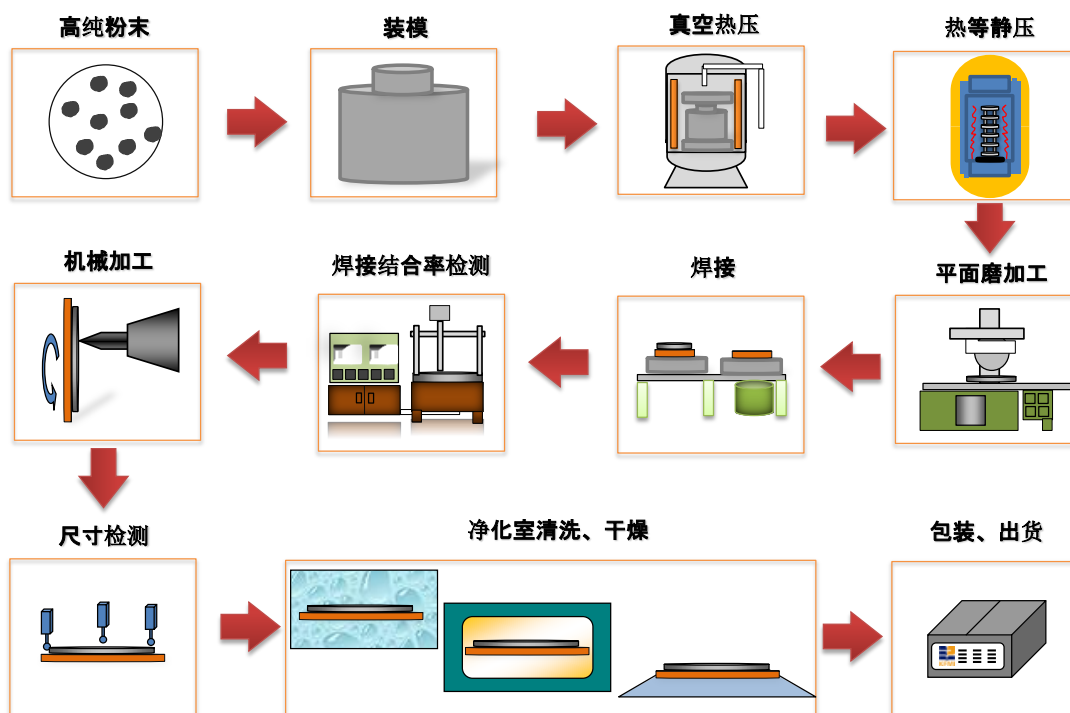 高纯粉末
装模
真空热压
热等静压
平面磨加工
焊接
焊接结合率检测
机械加工
尺寸检测
净化室清洗、干燥
包装、出货